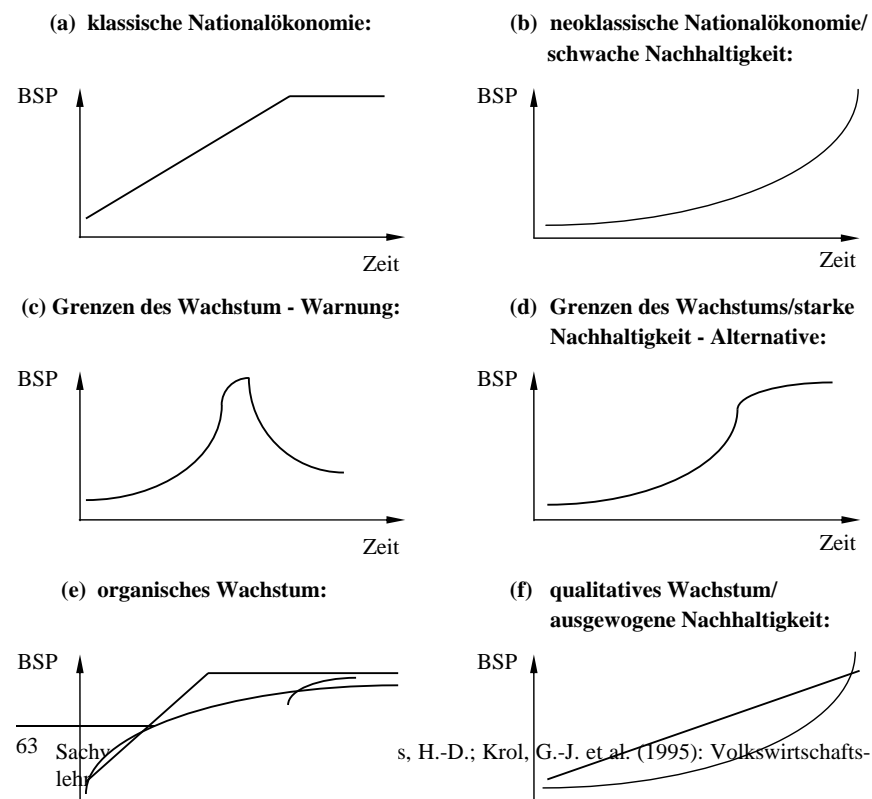 (a) klassische Nationalökonomie:
(b) neoklassische Nationalökonomie/
schwache Nachhaltigkeit:
BSP
Zeit
BSP
Zeit
(c) Grenzen des Wachstum - Warnung:
(d) Grenzen des Wachstums/starke
Nachhaltigkeit - Alternative:
BSP
Zeit
BSP
Zeit
(e) organisches Wachstum:
(f) qualitatives Wachstum/
ausgewogene Nachhaltigkeit:
BSP
BSP
63 s, H.-D.; Krol, G.-J. et al. (1995): Volkswirtschafts-
lehr